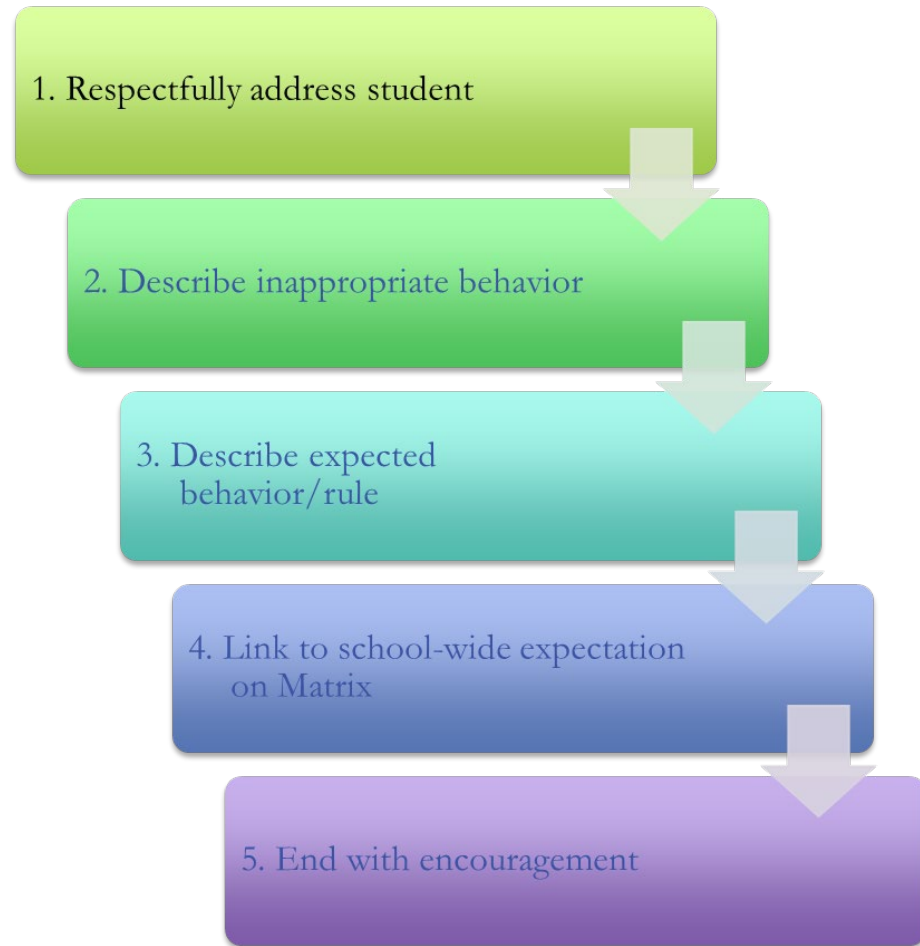 1. Respectfully address student
2. Describe inappropriate behavior
3. Describe expected
behavior/rule
4. Link to school-wide expectation
on Matrix
5. End with encouragement